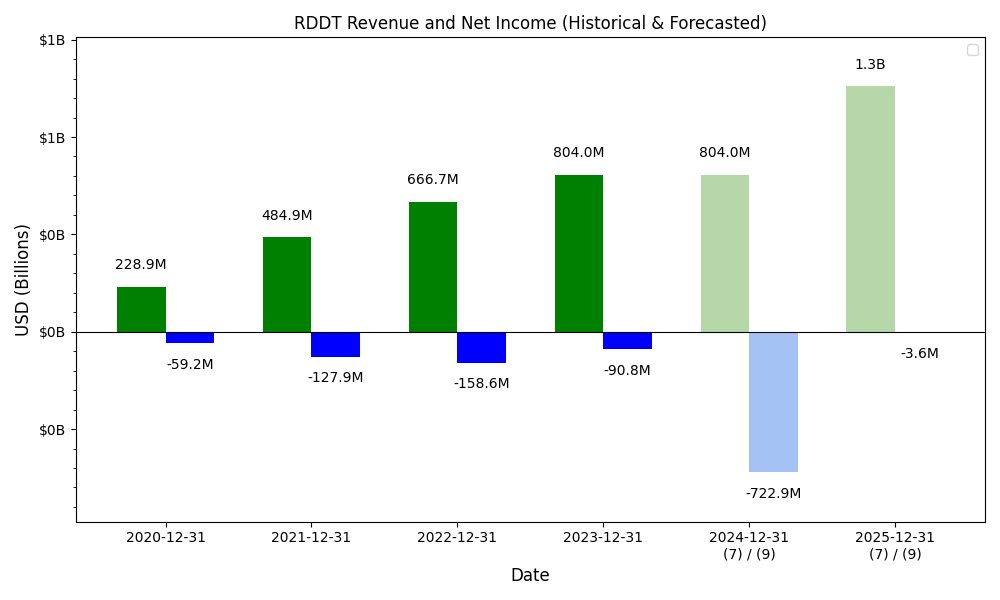 RDDT Revenue and Net Income (Historical & Forecasted)
$1B
1.3B
$1B
804.0M
804.0M
666.7M
484.9M
$0B
228.9M
USD (Billions)
$0B
-3.6M
-59.2M
-90.8M
-127.9M
-158.6M
$0B
-722.9M
2020-12-31
2021-12-31
2022-12-31
2023-12-31
2024-12-31
(7) / (9)
2025-12-31
(7) / (9)
Date